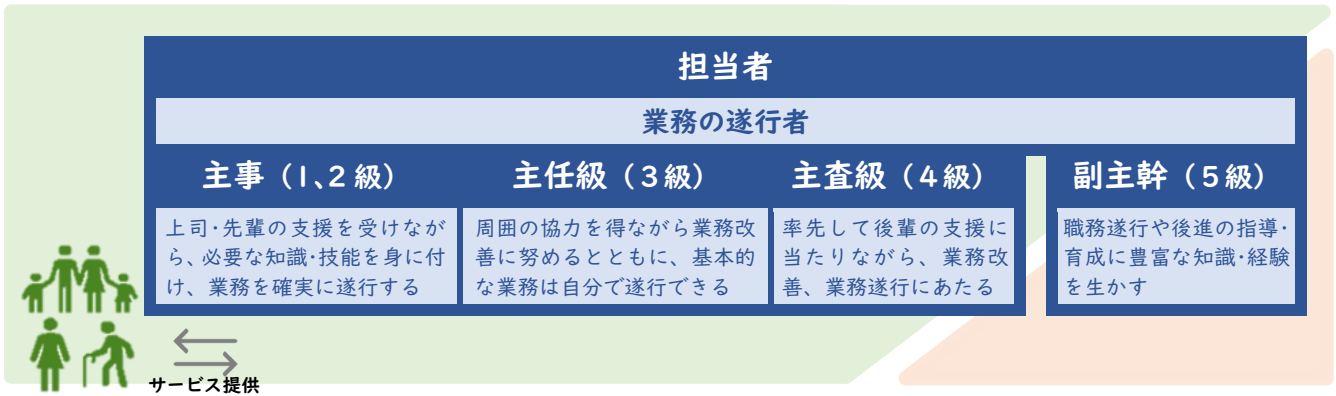 担当者
業務の遂行者
主事（1、2級）
上司・先輩の支援を受けなが
ら、必要な知識・技能を身に付
け、業務を確実に遂行する
主任級（3級）
周囲の協力を得ながら業務改
善に努めるとともに、基本的
な業務は自分で遂行できる
主査級（4級）
率先して後輩の支援に
当たりながら、業務改
善、業務遂行にあたる
副主幹（5級）
職務遂行や後進の指導・
育成に豊富な知識・経験
を生かす
サービス提供